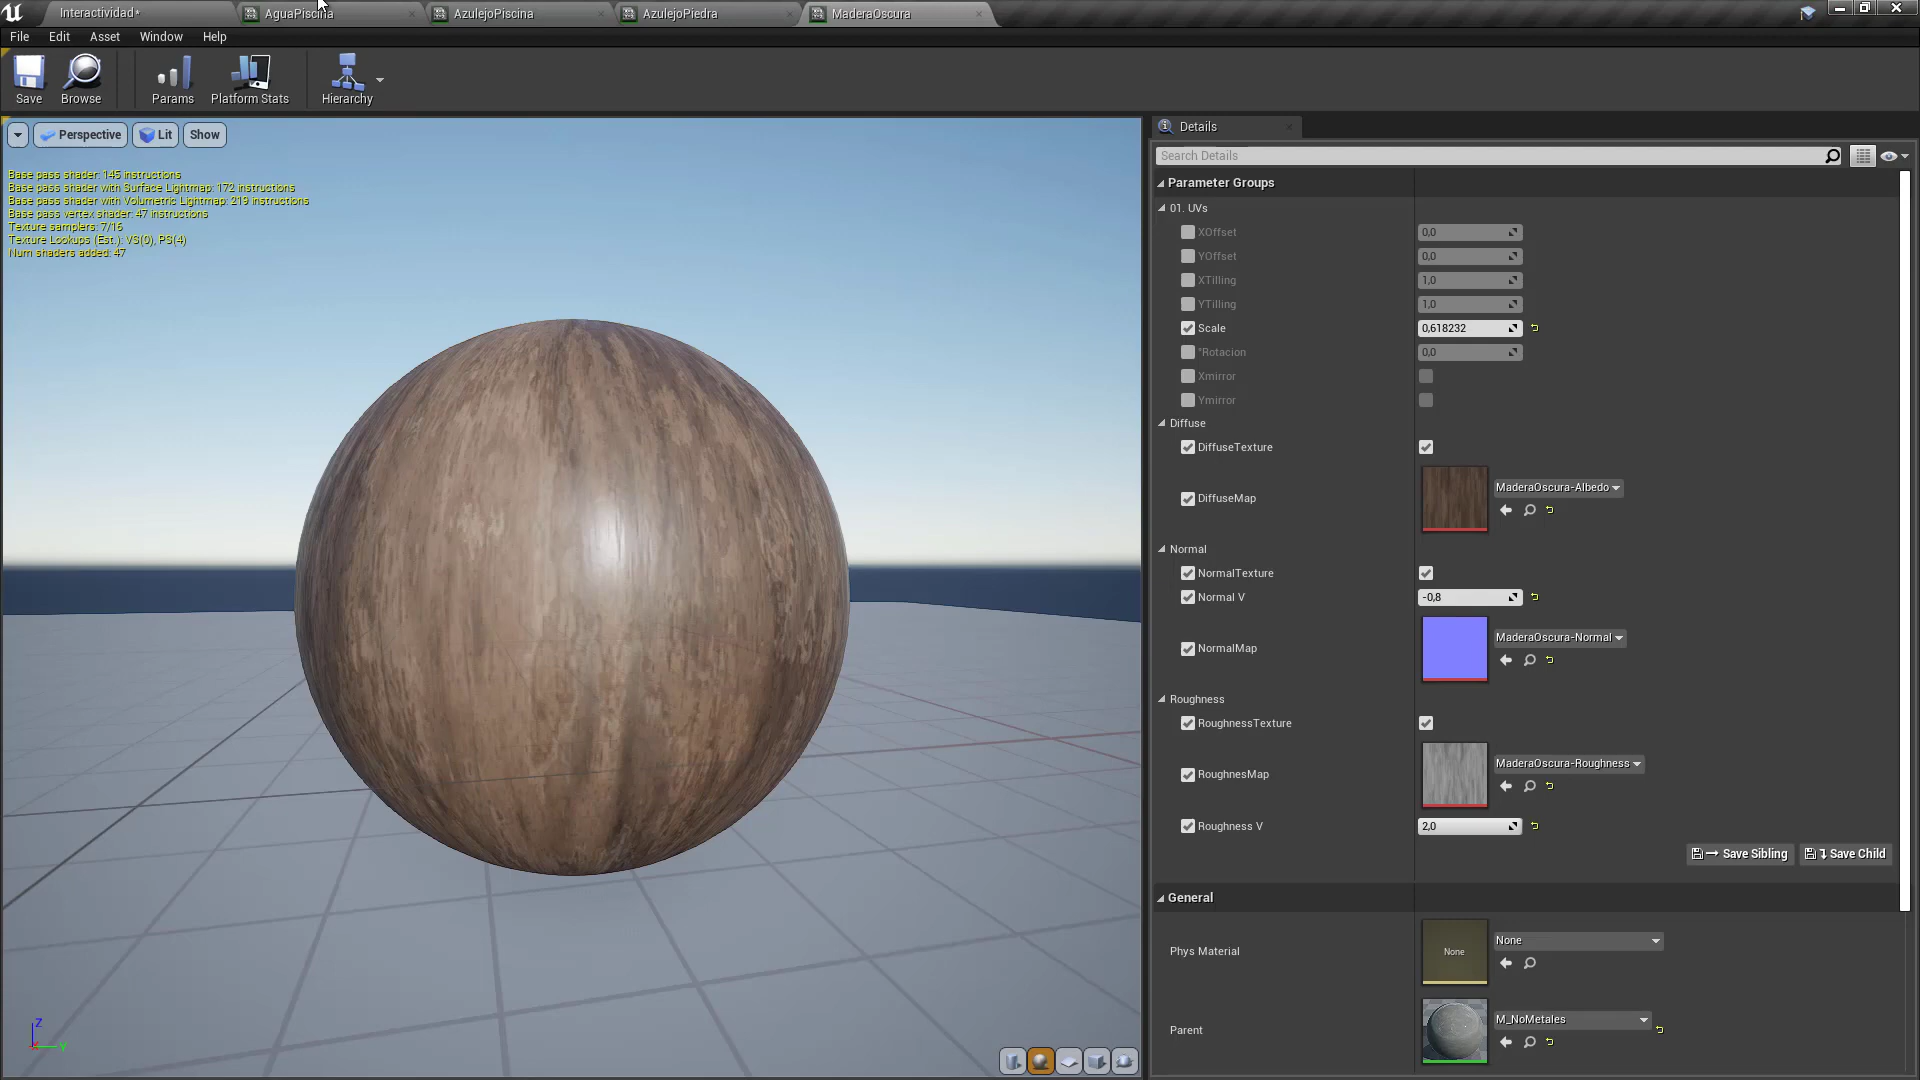 Interactividad*
AguaPiscina
AzulejoPiscina
AzulejoPiedra
MaderaOscura
File Edit Asset Window Help
Save Browse Params Platform Stats Hierarchy
Perspective Lit Show
Base pass shader: 145 instructions
Base pass shader with Surface Lightmap: 172 instructions
Base pass shader with Volumetric Lightmap: 219 instructions
Base pass vertex shader: 47 instructions
Texture samplers: 7/16
Texture Lookups (Est.): VS(0), PS(4)
Num shaders added: 47
Z
X
Y
Details
Search Details
Parameter Groups
01. UVs
XOffset 0,0
YOffset 0,0
XTilling 1,0
YTilling 1,0
Scale 0,618232
*Rotacion 0,0
Xmirror
Ymirror
Diffuse
DiffuseTexture
DiffuseMap MaderaOscura-Albedo
Normal
NormalTexture
Normal V -0,8
NormalMap MaderaOscura-Normal
Roughness
RoughnessTexture
RoughnesMap MaderaOscura-Roughness
Roughness V 2,0
Save Sibling Save Child
General
Phys Material None None
Parent M_NoMetales